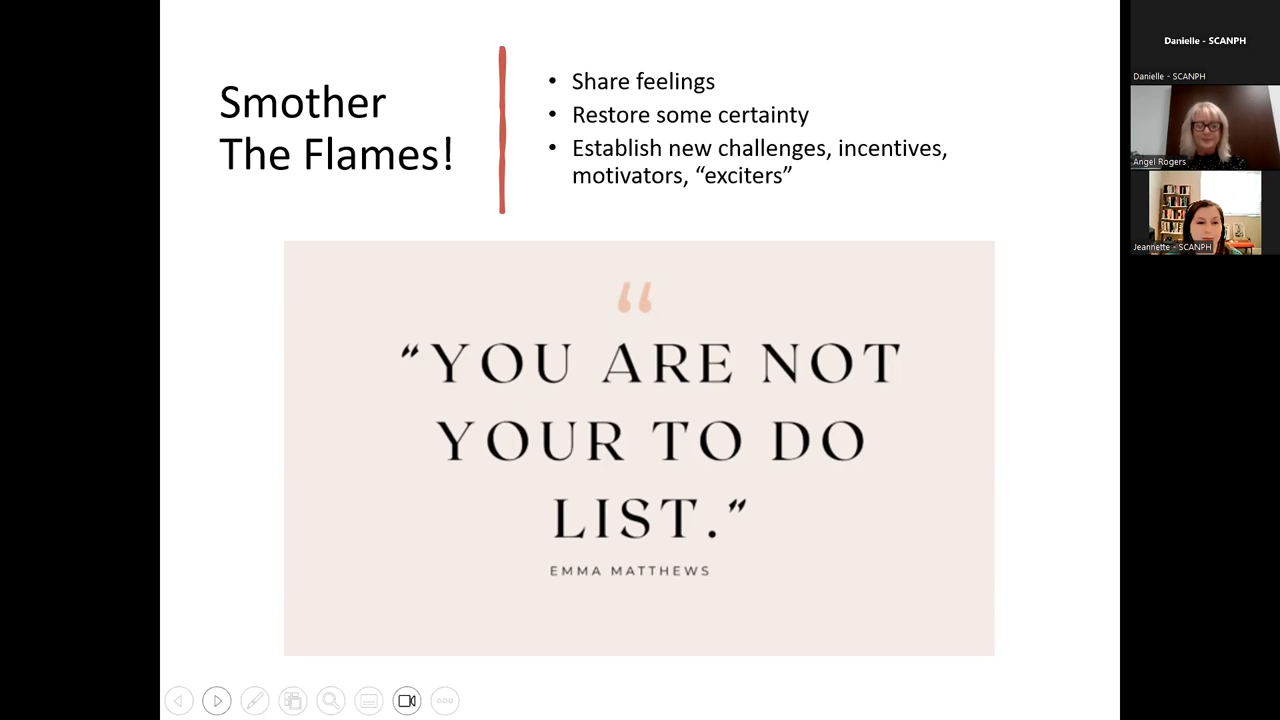 Smother
The Flames!
• Share feelings
• Restore some certainty
• Establish new challenges, incentives,
motivators, “exciters”
“
“YOU ARE NOT
YOUR TO DO
LIST.”
EMMA MATTHEWS
Danielle - SCANPH
Danielle - SCANPH
Angel Rogers
Jeannette - SCANPH